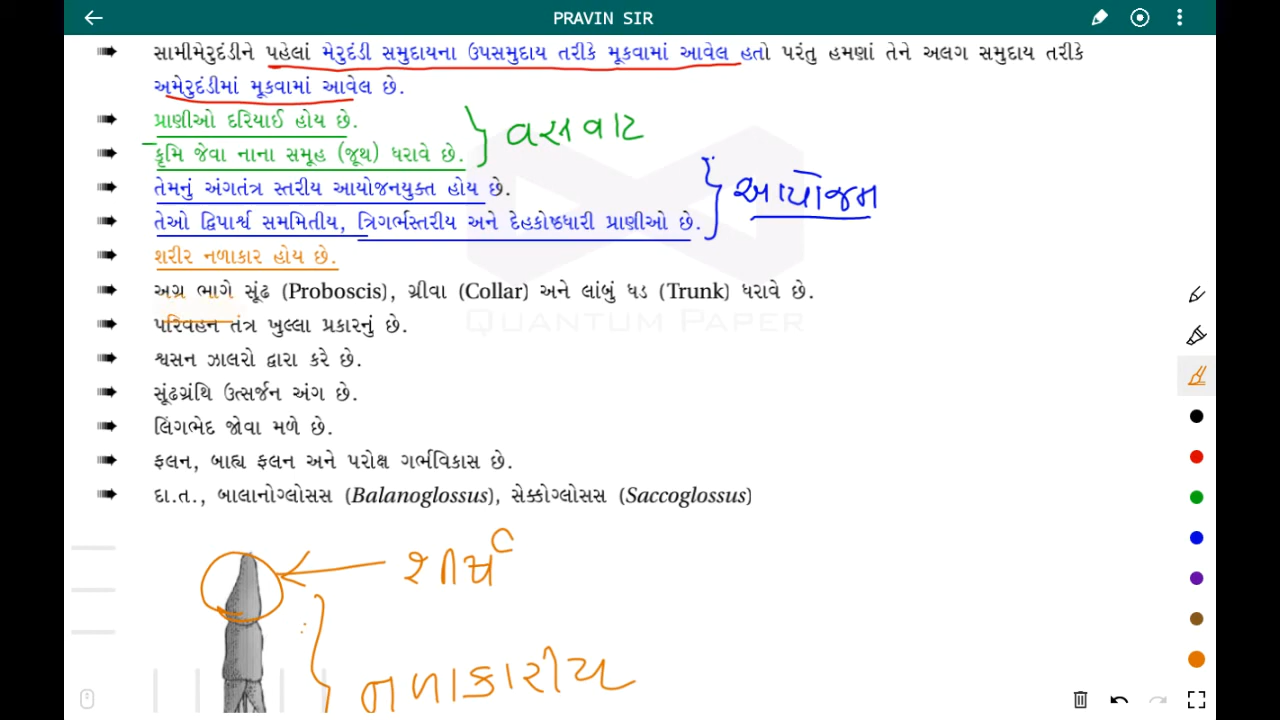 PRAVIN SIR
સામીમેરુદંડીને પહેલાં મેરુદંડી સમુદાયના ઉપસમુદાય તરીકે મૂકવામાં આવેલ હતો પરંતુ હમણાં તેને અલગ સમુદાય તરીકે
અમેરુદંડીમાં મૂકવામાં આવેલ છે.
પ્રાણીઓ દરિયાઈ હોય છે.
કૃમિ જેવા નાના સમૂહ (જૂથ) ધરાવે છે.
વસવાટ
તેમનું અંગતંત્ર સ્તરીય આયોજનયુક્ત હોય છે.
તેઓ દ્વિપાર્શ્વ સમમિતીય, ત્રિગર્ભસ્તરીય અને દેહકોષ્ઠધારી પ્રાણીઓ છે.
આયોજન
શરીર નળાકાર હોય છે.
અગ્ર ભાગે સૂંઢ (Proboscis), ગ્રીવા (Collar) અને લાંબું ધડ (Trunk) ધરાવે છે.
QUANTUM PAPER
પરિવહન તંત્ર ખુલ્લા પ્રકારનું છે.
શ્વસન ઝાલરો દ્વારા કરે છે.
સૂંઢગ્રંથિ ઉત્સર્જન અંગ છે.
લિંગભેદ જોવા મળે છે.
ફલન, બાહ્ય ફલન અને પરોક્ષ ગર્ભવિકાસ છે.
દા.ત., બાલાનોગ્લોસસ (Balanoglossus), સેક્કોગ્લોસસ (Saccoglossus)
શીર્ષ
નળાકારીય